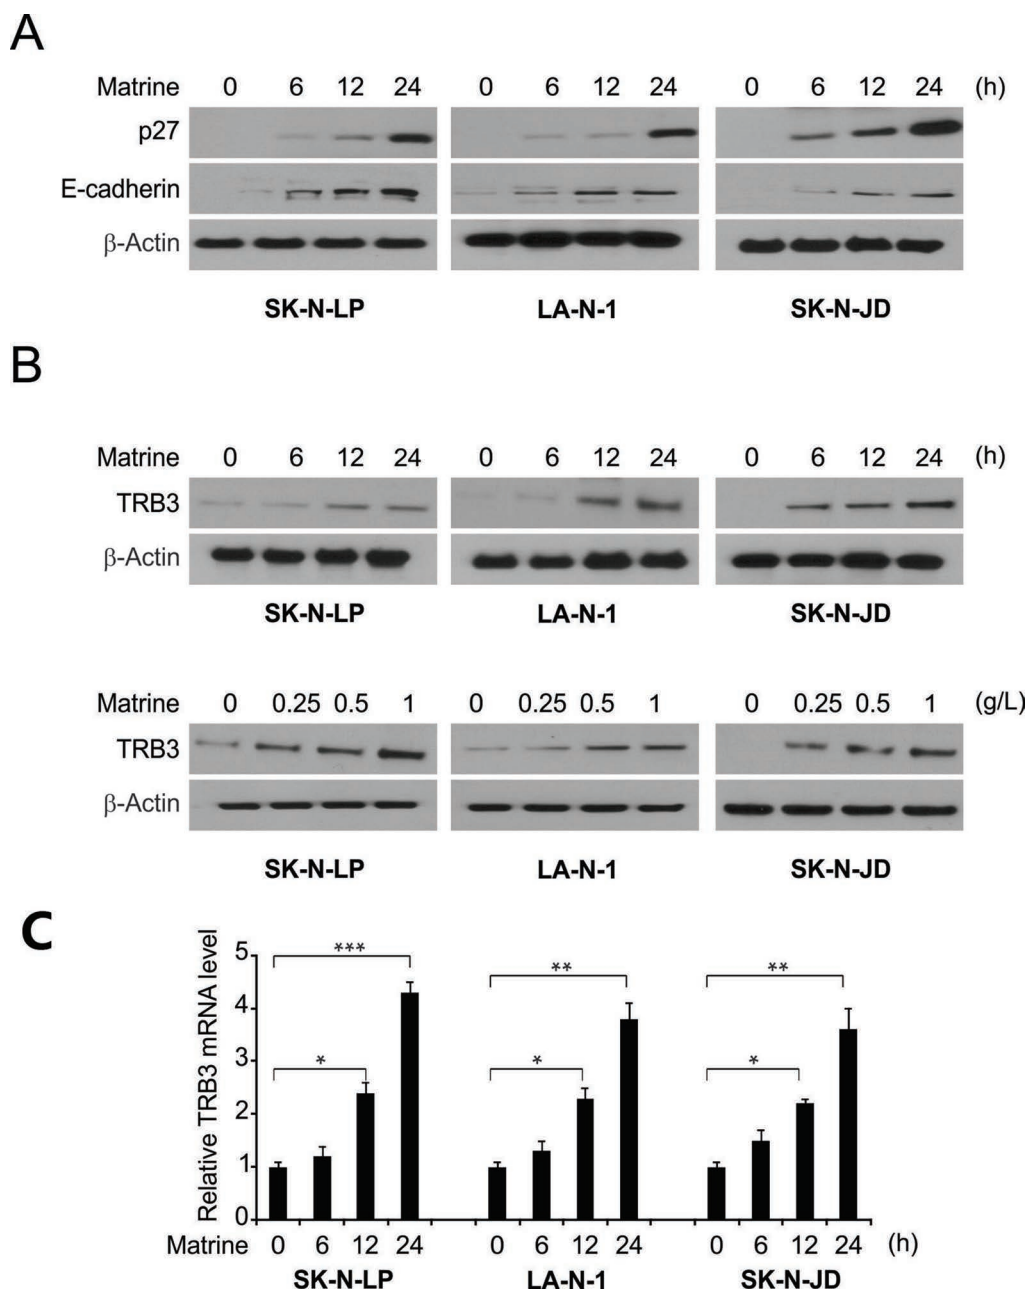 A
Matrine 0 6 12 24 0 6 12 24 0 6 12 24 (h)
p27
E-cadherin
β-Actin
SK-N-LP LA-N-1 SK-N-JD
B
Matrine 0 6 12 24 0 6 12 24 0 6 12 24 (h)
TRB3
β-Actin
SK-N-LP LA-N-1 SK-N-JD
Matrine 0 0.25 0.5 1 0 0.25 0.5 1 0 0.25 0.5 1 (g/L)
TRB3
β-Actin
SK-N-LP LA-N-1 SK-N-JD
C
Relative TRB3 mRNA level
5
4
3
2
1
0
*** ** **
* * *
Matrine 0 6 12 24 0 6 12 24 0 6 12 24 (h)
SK-N-LP LA-N-1 SK-N-JD